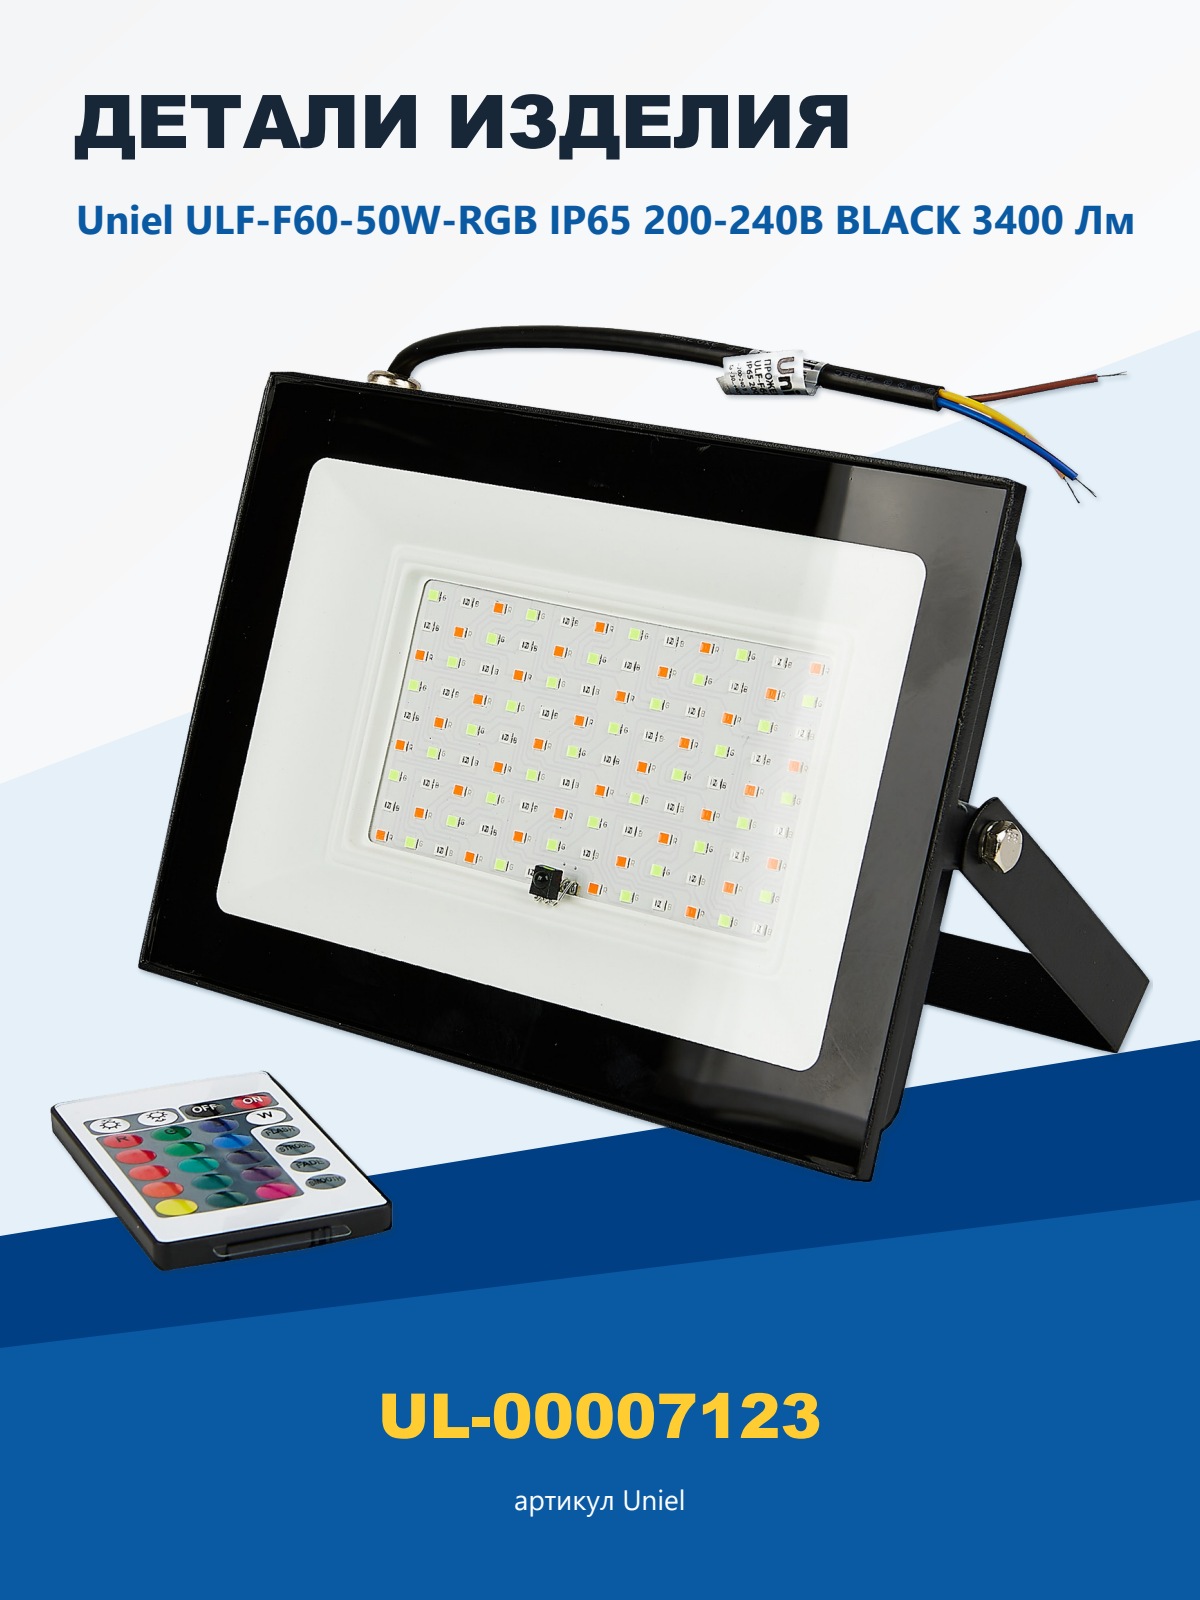 ДЕТАЛИ ИЗДЕЛИЯ
Uniel ULF-F60-50W-RGB IP65 200-240В BLACK 3400 Лм
Un
OFF
ON
W
UL-00007123
артикул Uniel